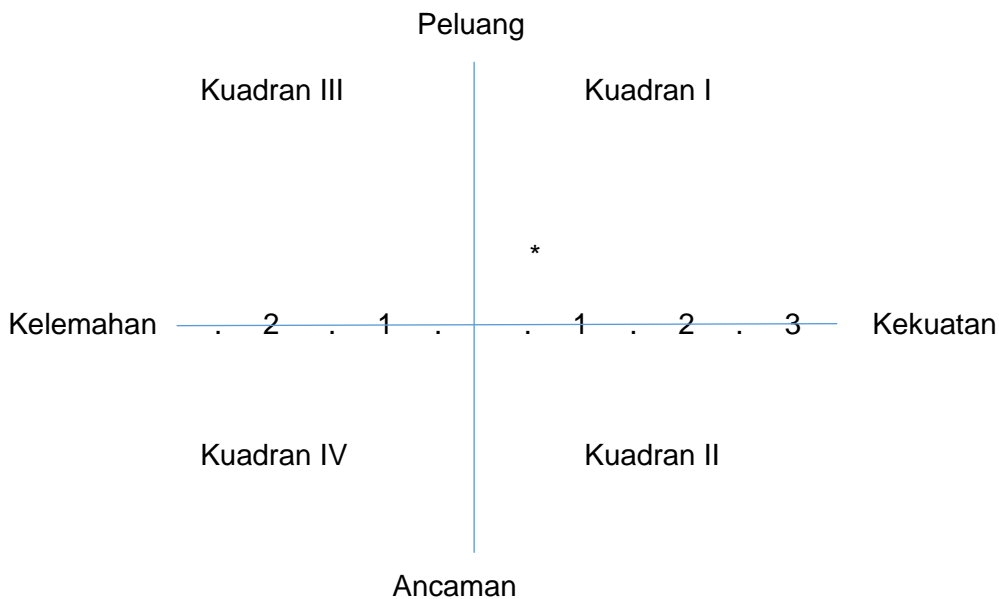 Peluang
Kuadran III Kuadran I
*
Kelemahan . 2 . 1 . . 1 . 2 . 3 Kekuatan
Kuadran IV Kuadran II
Ancaman